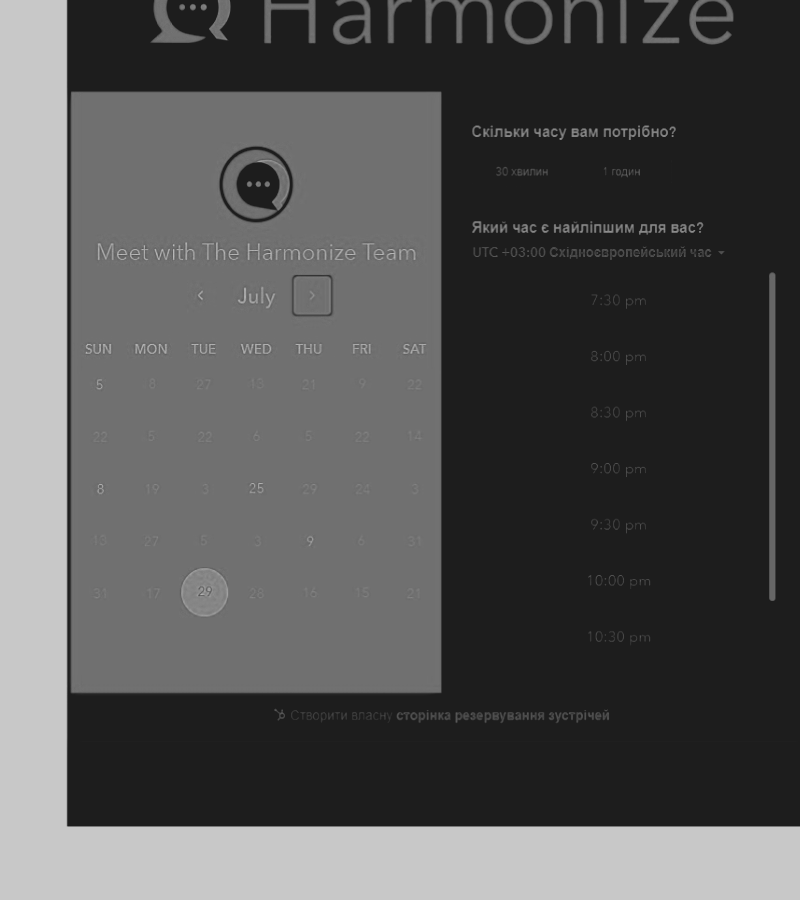 Harmonize
Meet with The Harmonize Team
July
SUN MON TUE WED THU FRI SAT
5 8 27 13 21 9 22
22 5 22 6 5 22 14
8 19 3 25 29 24 3
13 27 5 3 9 6 31
31 17 29 28 16 15 21
Скільки часу вам потрібно?
30 хвилин 1 годин
Який час є найліпшим для вас?
UTC +03:00 Східноєвропейський час
7:30 pm
8:00 pm
8:30 pm
9:00 pm
9:30 pm
10:00 pm
10:30 pm
Створити власну сторінка резервування зустрічей